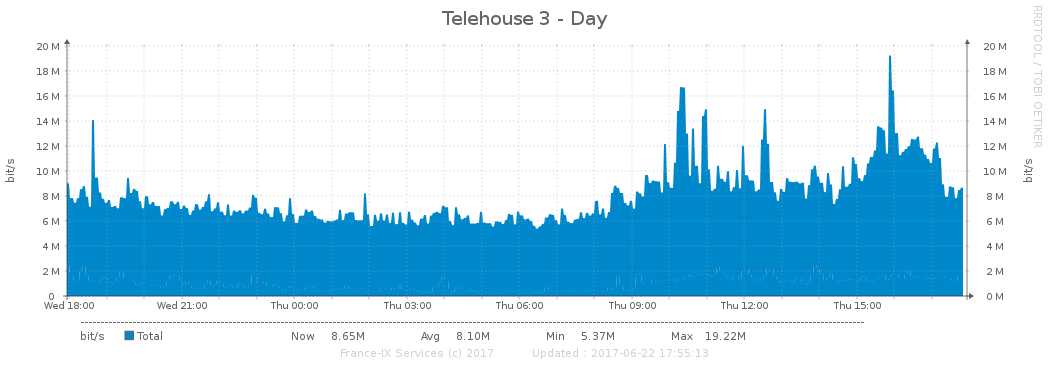 Telehouse 3 - Day
RRDTOOL / TOBI OETIKER
bit/s
20 M 20 M
18 M 18 M
16 M 16 M
14 M 14 M
12 M 12 M
10 M 10 M
8 M 8 M
6 M 6 M
4 M 4 M
2 M 2 M
0 0 M
bit/s
Wed 18:00 Wed 21:00 Thu 00:00 Thu 03:00 Thu 06:00 Thu 09:00 Thu 12:00 Thu 15:00
bit/s Total Now 8.65M Avg 8.10M Min 5.37M Max 19.22M
France-IX Services (c) 2017 Updated : 2017-06-22 17:55:13